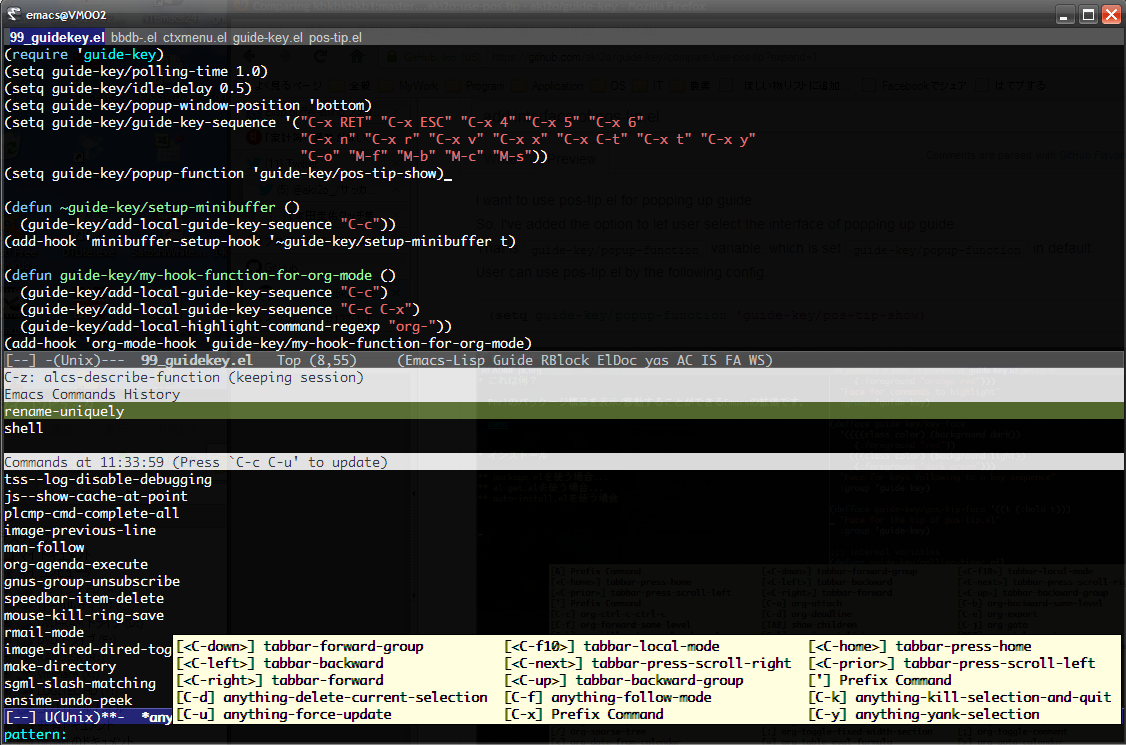 emacs@VM002
99_guidekey.el bbdb-.el ctxmenu.el guide-key.el pos-tip.el
(require 'guide-key)
(setq guide-key/polling-time 1.0)
(setq guide-key/idle-delay 0.5)
(setq guide-key/popup-window-position 'bottom)
(setq guide-key/guide-key-sequence '("C-x RET" "C-x ESC" "C-x 4" "C-x 5" "C-x 6"
"C-x n" "C-x r" "C-x v" "C-x x" "C-x C-t" "C-x t" "C-x y"
"C-o" "M-f" "M-b" "M-c" "M-s"))
(setq guide-key/popup-function 'guide-key/pos-tip-show)
(defun ~guide-key/setup-minibuffer ()
(guide-key/add-local-guide-key-sequence "C-c"))
(add-hook 'minibuffer-setup-hook '~guide-key/setup-minibuffer t)
(defun guide-key/my-hook-function-for-org-mode ()
(guide-key/add-local-guide-key-sequence "C-c")
(guide-key/add-local-guide-key-sequence "C-c C-x")
(guide-key/add-local-highlight-command-regexp "org-"))
(add-hook 'org-mode-hook 'guide-key/my-hook-function-for-org-mode)
[--] -(Unix)--- 99_guidekey.el Top (8,55) (Emacs-Lisp Guide RBlock ElDoc yas AC IS FA WS)
C-z: alcs-describe-function (keeping session)
Emacs Commands History
rename-uniquely
shell
Commands at 11:33:59 (Press `C-c C-u' to update)
tss--log-disable-debugging
js--show-cache-at-point
plcmp-cmd-complete-all
image-previous-line
man-follow
org-agenda-execute
gnus-group-unsubscribe
speedbar-item-delete
mouse-kill-ring-save
rmail-mode
image-dired-dired-tog
make-directory
sgml-slash-matching
ensime-undo-peek
[<C-down>] tabbar-forward-group [<C-f10>] tabbar-local-mode [<C-home>] tabbar-press-home
[<C-left>] tabbar-backward [<C-next>] tabbar-press-scroll-right [<C-prior>] tabbar-press-scroll-left
[<C-right>] tabbar-forward [<C-up>] tabbar-backward-group ['] Prefix Command
[C-d] anything-delete-current-selection [C-f] anything-follow-mode [C-k] anything-kill-selection-and-quit
[C-u] anything-force-update [C-x] Prefix Command [C-y] anything-yank-selection
[--] U(Unix)**- *any
pattern: